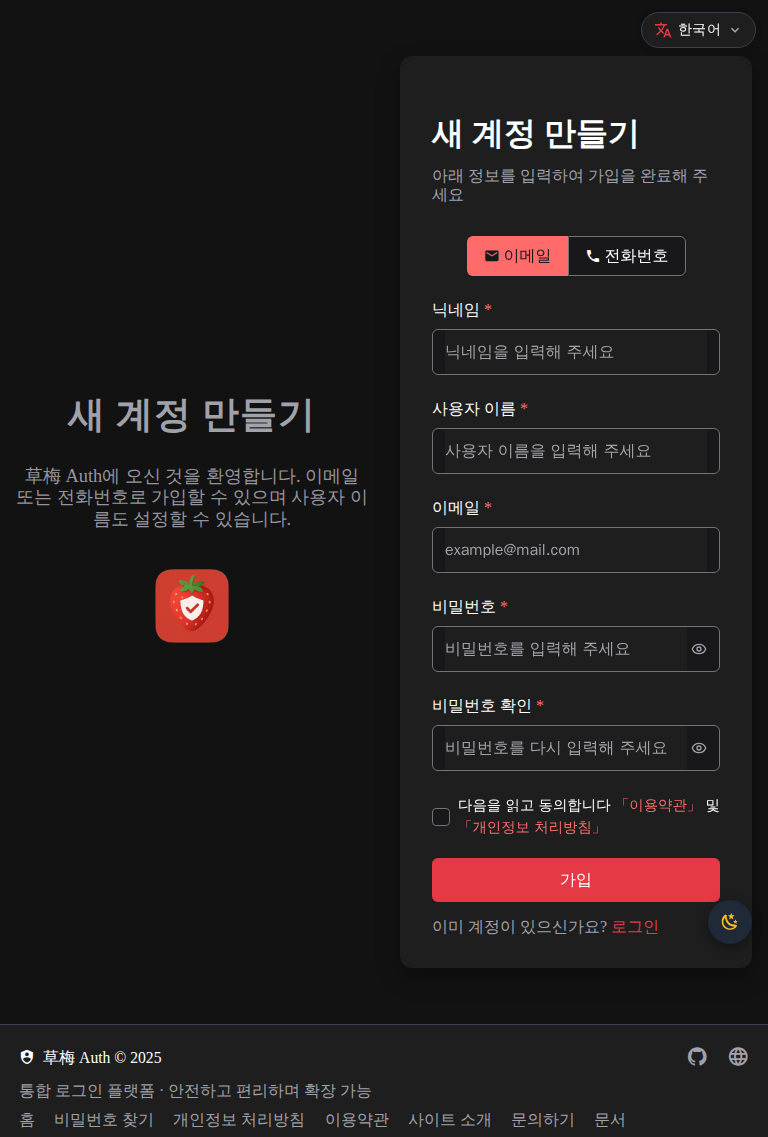 한국어
새 계정 만들기
아래 정보를 입력하여 가입을 완료해 주
세요
이메일
전화번호
닉네임 *
닉네임을 입력해 주세요
사용자 이름 *
사용자 이름을 입력해 주세요
이메일 *
example@mail.com
비밀번호 *
비밀번호를 입력해 주세요
비밀번호 확인 *
비밀번호를 다시 입력해 주세요
다음을 읽고 동의합니다 「이용약관」 및
「개인정보 처리방침」
가입
이미 계정이 있으신가요? 로그인
새 계정 만들기
草梅 Auth에 오신 것을 환영합니다. 이메일
또는 전화번호로 가입할 수 있으며 사용자 이
름도 설정할 수 있습니다.
草梅 Auth © 2025
통합 로그인 플랫폼 · 안전하고 편리하며 확장 가능
홈 비밀번호 찾기 개인정보 처리방침 이용약관 사이트 소개 문의하기 문서